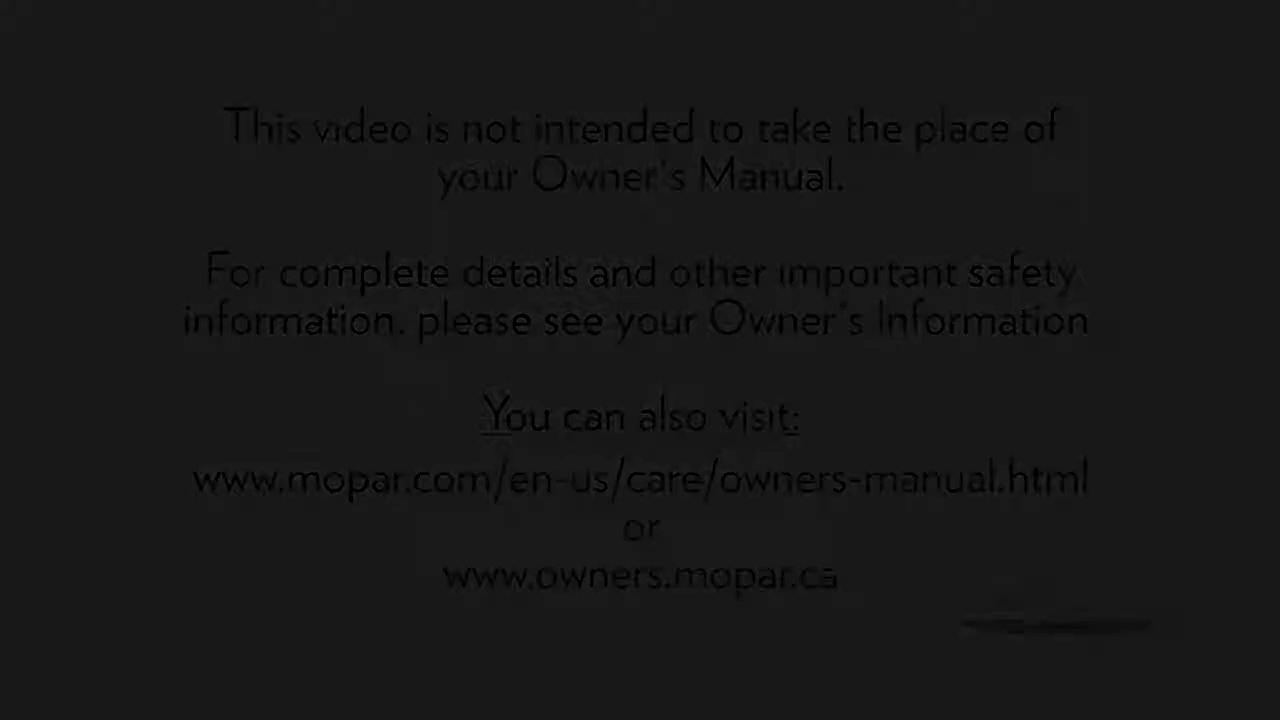 This video is not intended to take the place of
your Owner's Manual.
For complete details and other important safety
information, please see your Owner's Information
You can also visit:
www.mopar.com/en-us/care/owners-manual.html
or
www.owners.mopar.ca